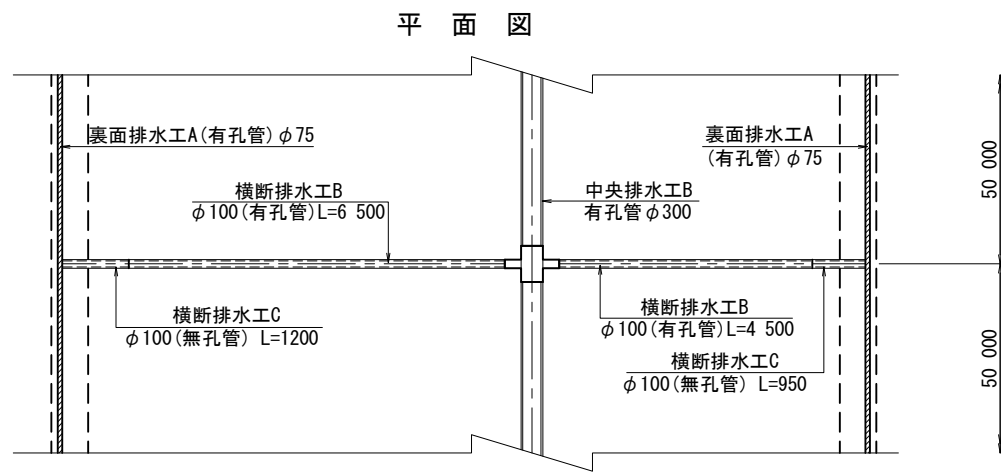 平 面 図
裏面排水工A(有孔管)φ75
裏面排水工A
(有孔管)φ75
横断排水工B
φ100(有孔管)L=6 500
中央排水工B
有孔管φ300
50 000
横断排水工C
φ100(無孔管) L=1200
横断排水工B
φ100(有孔管)L=4 500
横断排水工C
φ100(無孔管) L=950
50 000